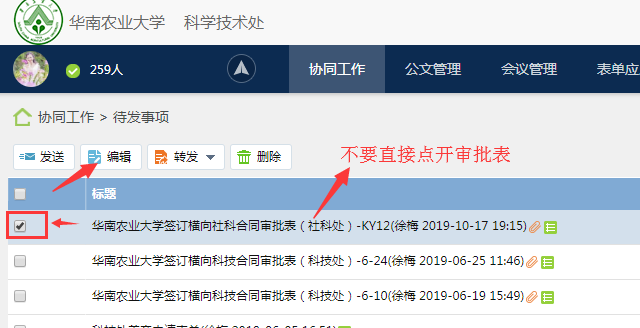 华南农业大学 科学技术处
259人 协同工作 公文管理 会议管理 表单应
协同工作 > 待发事项
发送 编辑 转发 删除
不要直接点开审批表
标题
华南农业大学签订横向社科合同审批表（社科处）-KY12(徐梅 2019-10-17 19:15)
华南农业大学签订横向科技合同审批表（科技处）-6-24(徐梅 2019-06-25 11:46)
华南农业大学签订横向科技合同审批表（科技处）-6-10(徐梅 2019-06-19 15:49)